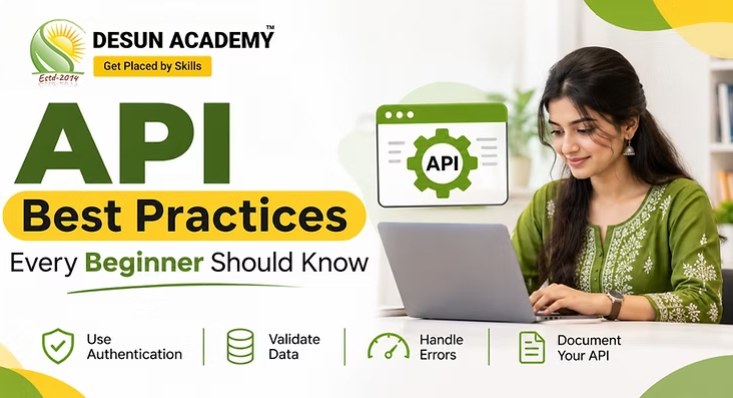 DESUN ACADEMY™
Get Placed by Skills
Estd-2014
API
Best Practices
Every Beginner Should Know
API
Use
Authentication
Validate
Data
Handle
Errors
Document
Your API